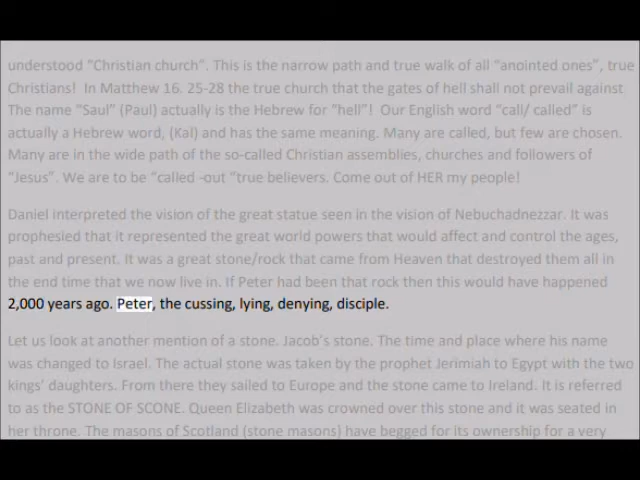 understood “Christian church”. This is the narrow path and true walk of all “anointed ones”, true
Christians!  In Matthew 16. 25-28 the true church that the gates of hell shall not prevail against
The name “Saul” (Paul) actually is the Hebrew for “hell”!  Our English word “call/ called” is
actually a Hebrew word, (Kal) and has the same meaning. Many are called, but few are chosen.
Many are in the wide path of the so-called Christian assemblies, churches and followers of
“Jesus”. We are to be “called -out “true believers. Come out of HER my people!
Daniel interpreted the vision of the great statue seen in the vision of Nebuchadnezzar. It was
prophesied that it represented the great world powers that would affect and control the ages,
past and present. It was a great stone/rock that came from Heaven that destroyed them all in
the end time that we now live in. If Peter had been that rock then this would have happened
2,000 years ago. Peter, the cussing, lying, denying, disciple.
Let us look at another mention of a stone. Jacob’s stone. The time and place where his name
was changed to Israel. The actual stone was taken by the prophet Jerimiah to Egypt with the two
kings’ daughters. From there they sailed to Europe and the stone came to Ireland. It is referred
to as the STONE OF SCONE. Queen Elizabeth was crowned over this stone and it was seated in
her throne. The masons of Scotland (stone masons) have begged for its ownership for a very